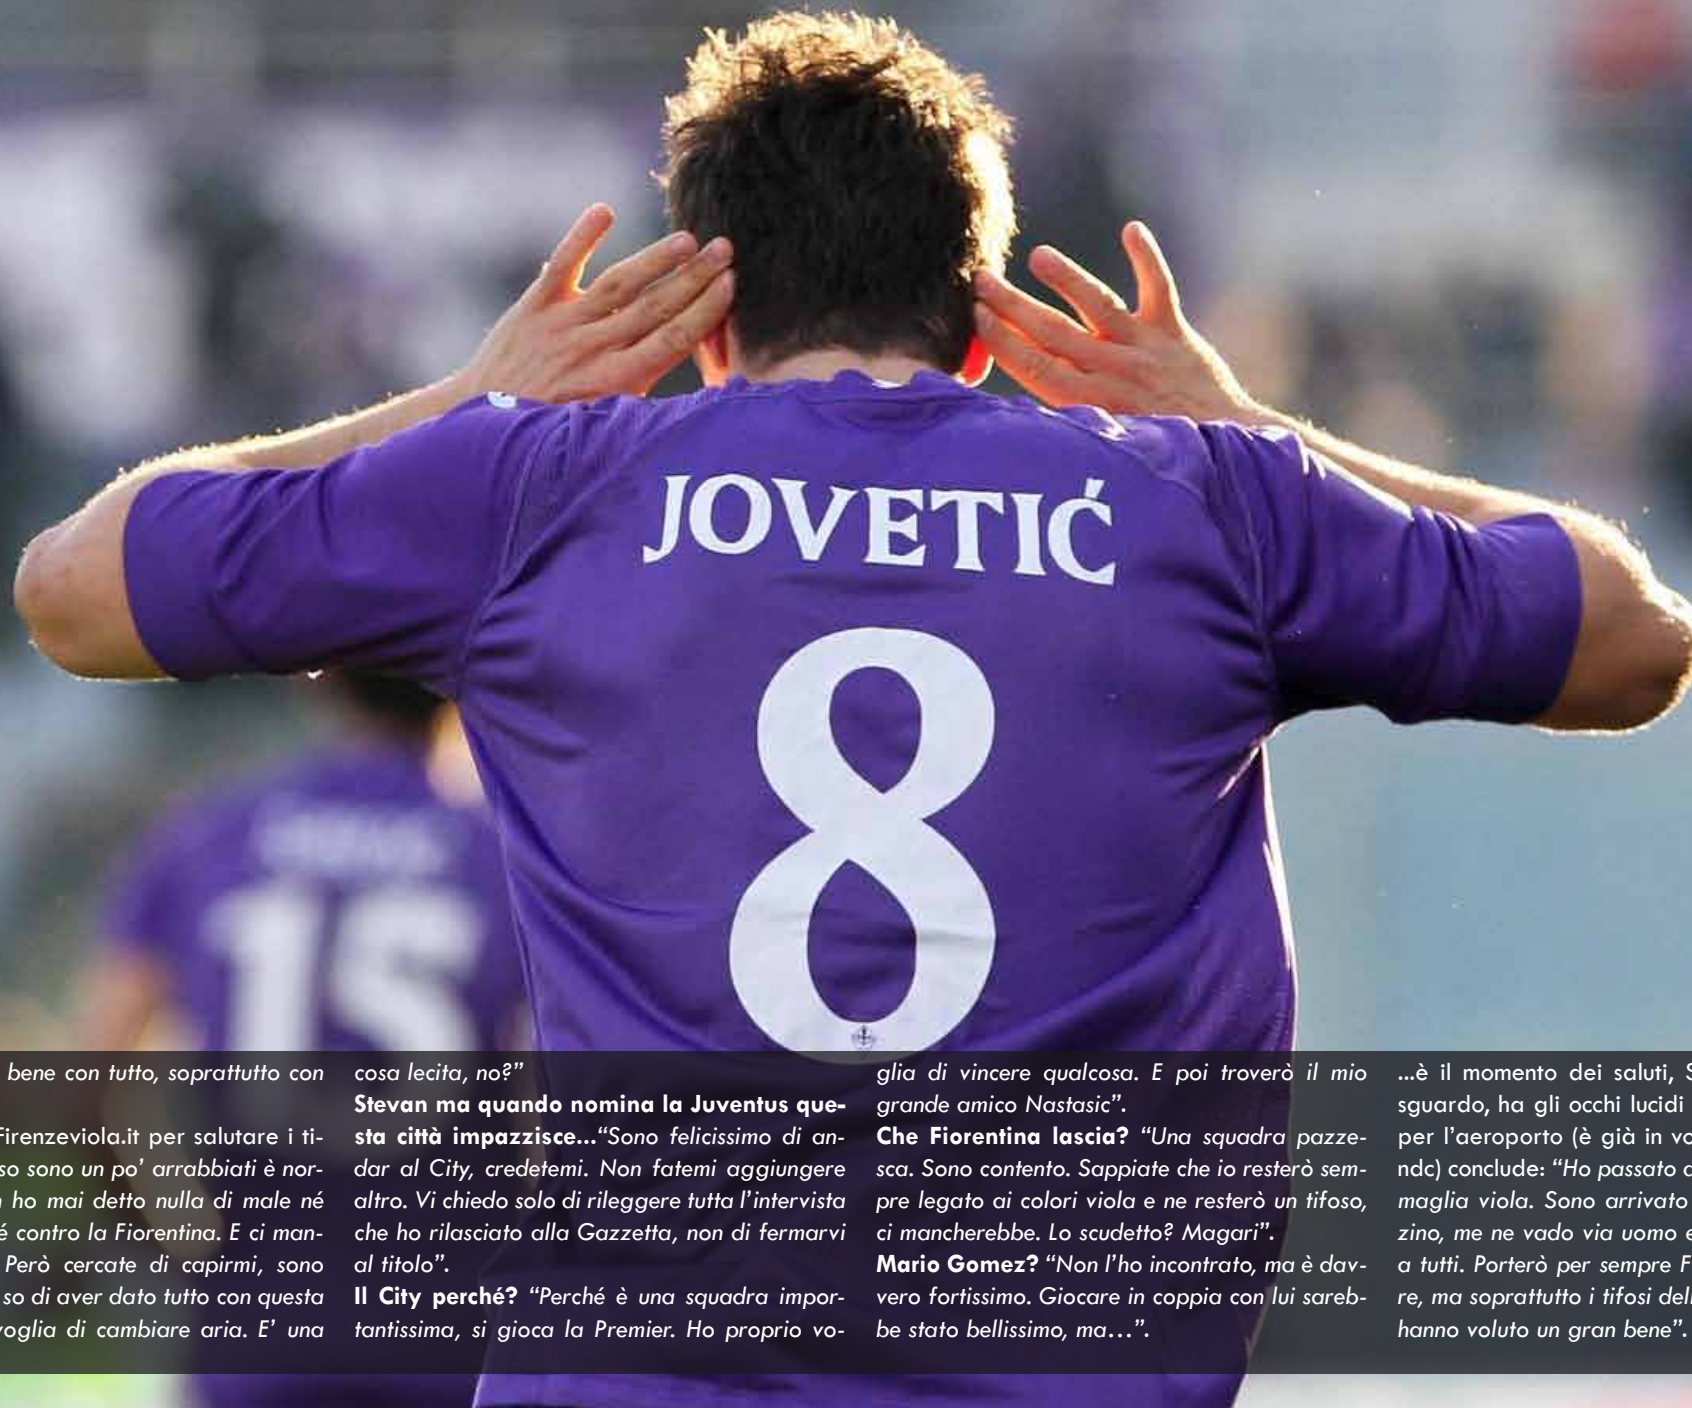 JOVETIĆ
8
15
bene con tutto, soprattutto con
Firenzeviola.it per salutare i ti-
so sono un po' arrabbiati è nor-
ho mai detto nulla di male né
contro la Fiorentina. E ci man-
Però cercate di capirmi, sono
so di aver dato tutto con questa
voglia di cambiare aria. E' una
cosa lecita, no?"
Stevan ma quando nomina la Juventus que-
sta città impazzisce...“Sono felicissimo di an-
dar al City, credetemi. Non fatemi aggiungere
altro. Vi chiedo solo di rileggere tutta l'intervista
che ho rilasciato alla Gazzetta, non di fermarvi
al titolo”.
Il City perché? “Perché è una squadra impor-
tantissima, si gioca la Premier. Ho proprio vo-
glia di vincere qualcosa. E poi troverò il mio
grande amico Nastasic”.
Che Fiorentina lascia? “Una squadra pazze-
sca. Sono contento. Sappiate che io resterò sem-
pre legato ai colori viola e ne resterò un tifoso,
ci mancherebbe. Lo scudetto? Magari”.
Mario Gomez? “Non l'ho incontrato, ma è dav-
vero fortissimo. Giocare in coppia con lui sareb-
be stato bellissimo, ma…”.
...è il momento dei saluti, S
sguardo, ha gli occhi lucidi
per l'aeroporto (è già in vo
ndc) conclude: “Ho passato
maglia viola. Sono arrivato
zino, me ne vado via uomo e
a tutti. Porterò per sempre F
re, ma soprattutto i tifosi del
hanno voluto un gran bene”.